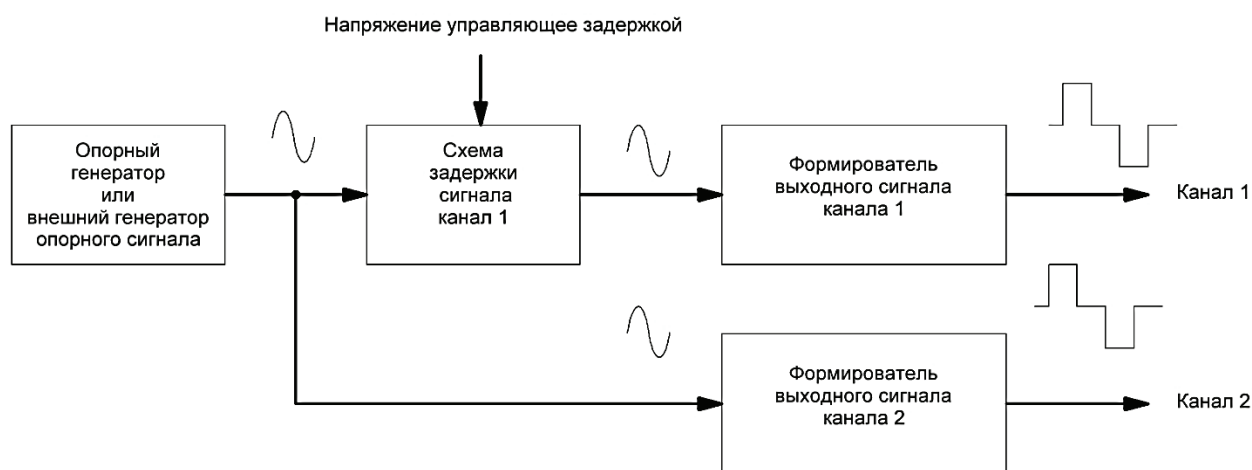 Напряжение управляющее задержкой
Опорный
генератор
или
внешний генератор
опорного сигнала
Схема
задержки
сигнала
канал 1
Формирователь
выходного сигнала
канала 1
Канал 1
Формирователь
выходного сигнала
канала 2
Канал 2